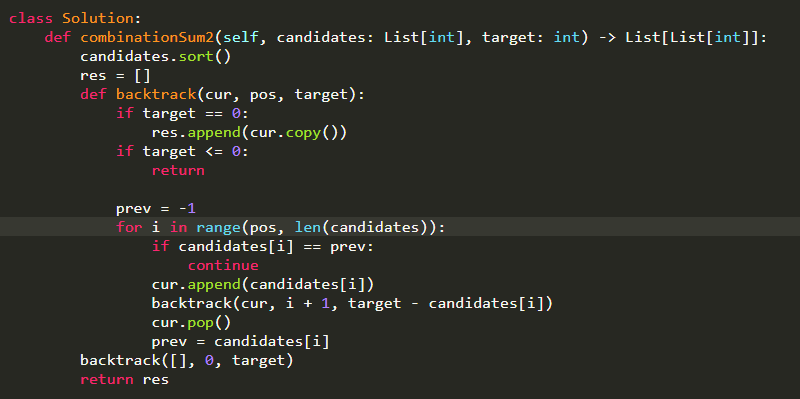 class Solution:
    def combinationSum2(self, candidates: List[int], target: int) -> List[List[int]]:
        candidates.sort()
        res = []
        def backtrack(cur, pos, target):
            if target == 0:
                res.append(cur.copy())
            if target <= 0:
                return

            prev = -1
            for i in range(pos, len(candidates)):
                if candidates[i] == prev:
                    continue
                cur.append(candidates[i])
                backtrack(cur, i + 1, target - candidates[i])
                cur.pop()
                prev = candidates[i]
        backtrack([], 0, target)
        return res